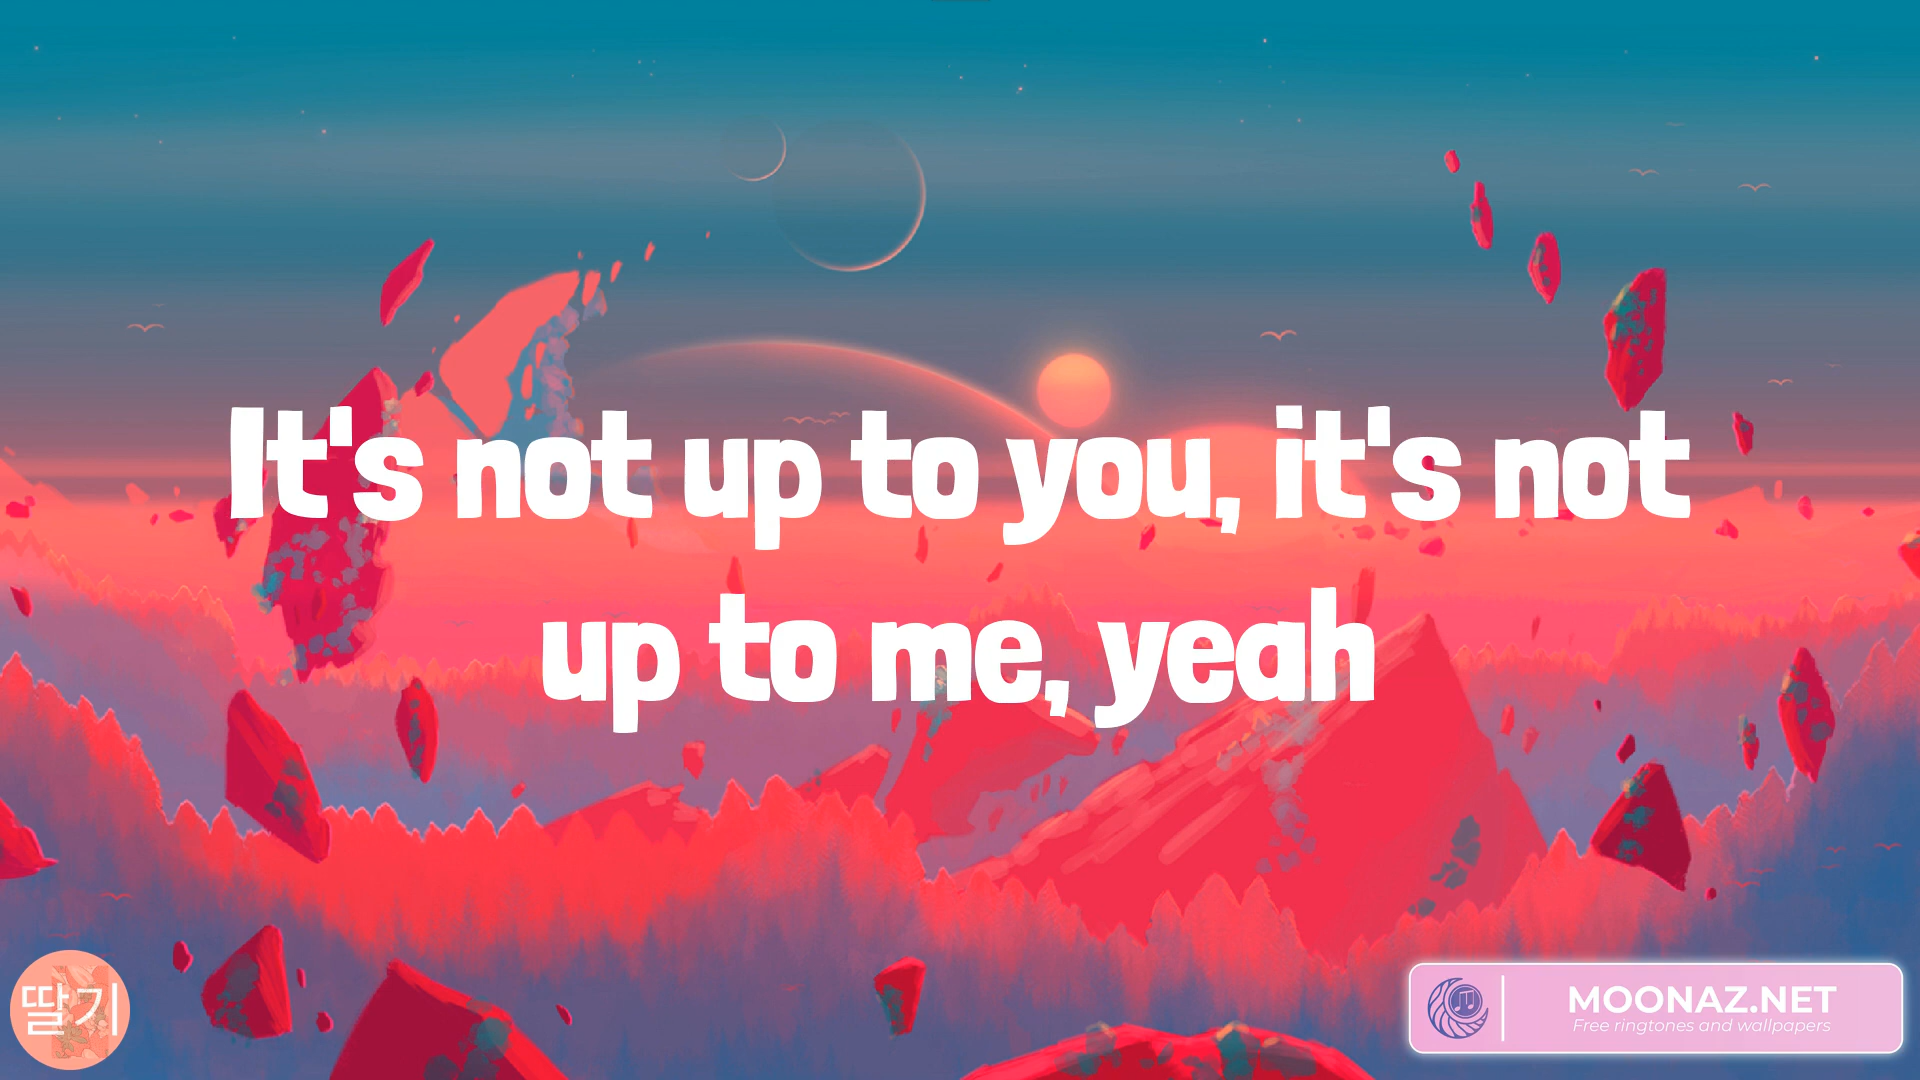 It's not up to you, it's not
up to me, yeah
딸기
MOONAZ.NET
Free ringtones and wallpapers